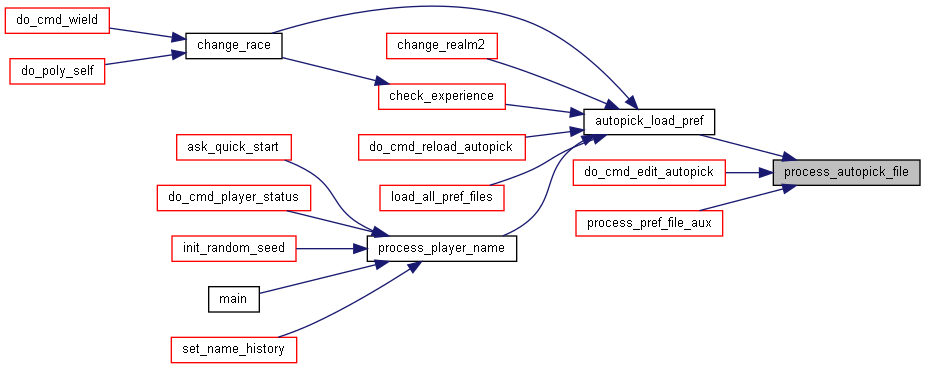 do_cmd_wield
change_race
do_poly_self
change_realm2
check_experience
autopick_load_pref
ask_quick_start
do_cmd_reload_autopick
process_autopick_file
do_cmd_edit_autopick
do_cmd_player_status
load_all_pref_files
process_pref_file_aux
init_random_seed
process_player_name
main
set_name_history